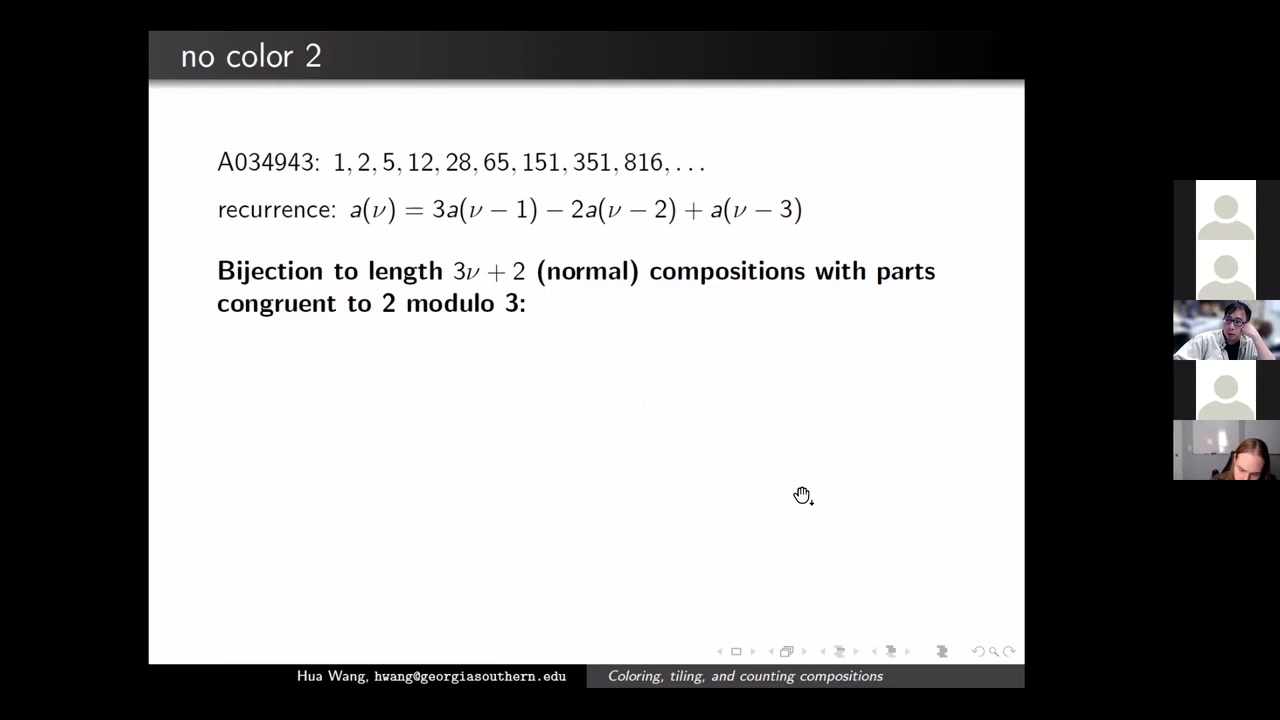 no color 2
A034943: 1, 2, 5, 12, 28, 65, 151, 351, 816, . . .
recurrence: a(ν) = 3a(ν − 1) − 2a(ν − 2) + a(ν − 3)
Bijection to length 3ν + 2 (normal) compositions with parts
congruent to 2 modulo 3:
Hua Wang, hwang@georgiasouthern.edu
Coloring, tiling, and counting compositions